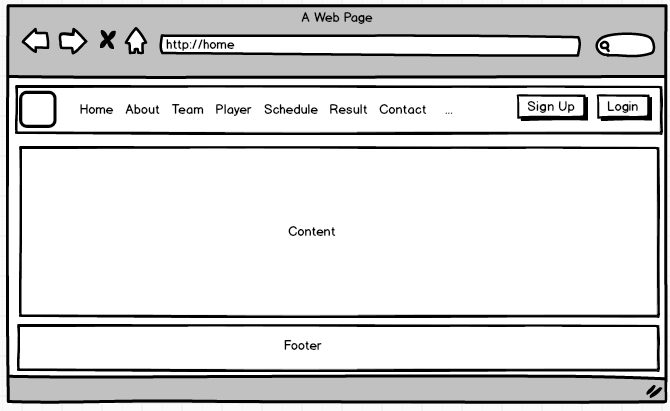 A Web Page
http://home
Home About Team Player Schedule Result Contact ... Sign Up Login
Content
Footer